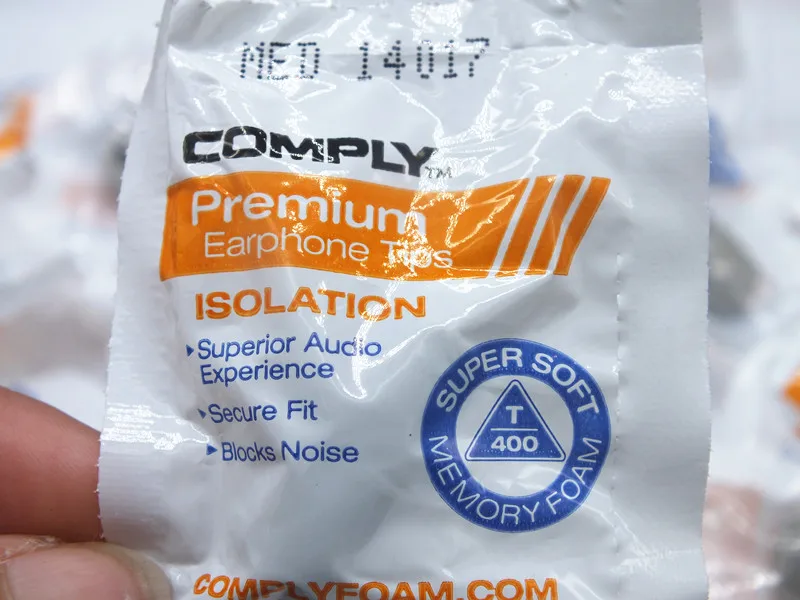 MED 14017
COMPLY™
Premium
Earphone Tips
ISOLATION
Superior Audio
Experience
Secure Fit
Blocks Noise
SUPER SOFT
T
400
MEMORY FOAM
COMPLYFOAM.COM